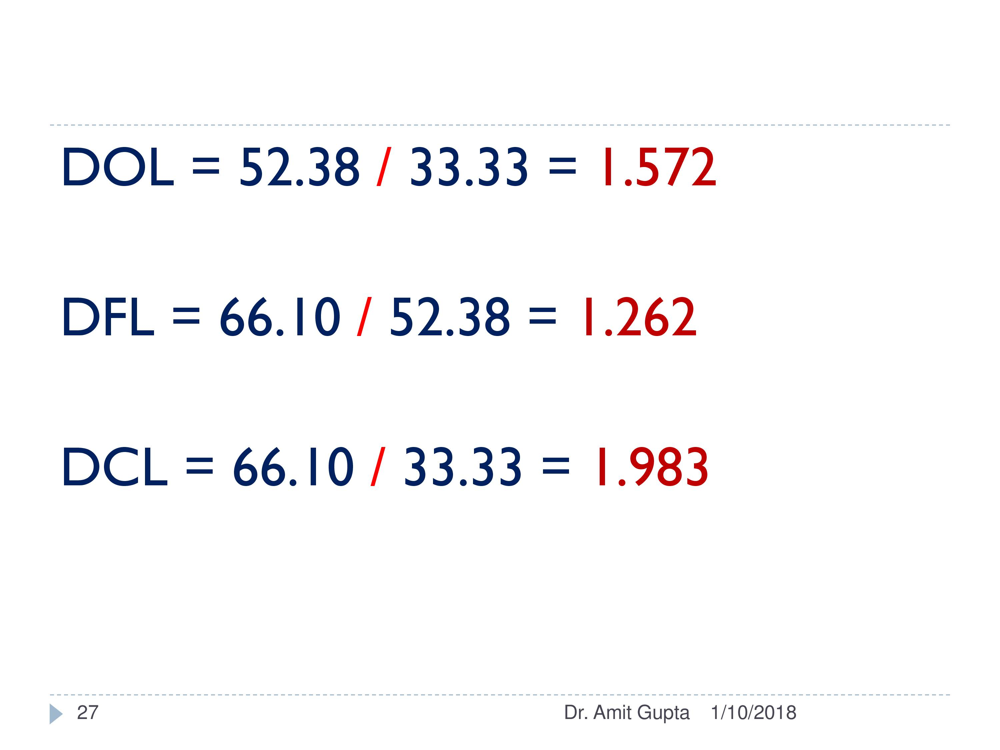 DOL = 52.38 / 33.33 = 1.572
DFL = 66.10 / 52.38 = 1.262
DCL = 66.10 / 33.33 = 1.983
27 Dr. Amit Gupta 1/10/2018